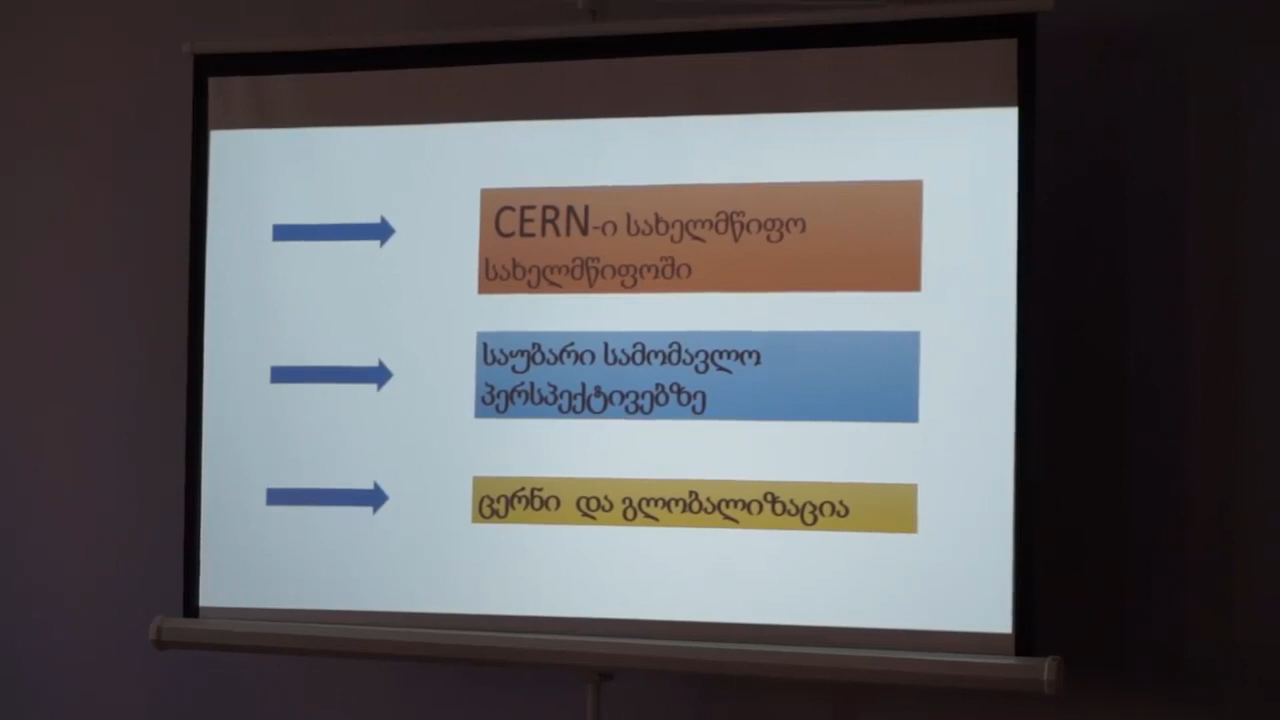 CERN-ი სახელმწიფო
სახელმწიფოში
საუბარი სამომავლო
პერსპექტივებზე
ცერნი და გლობალიზაცია